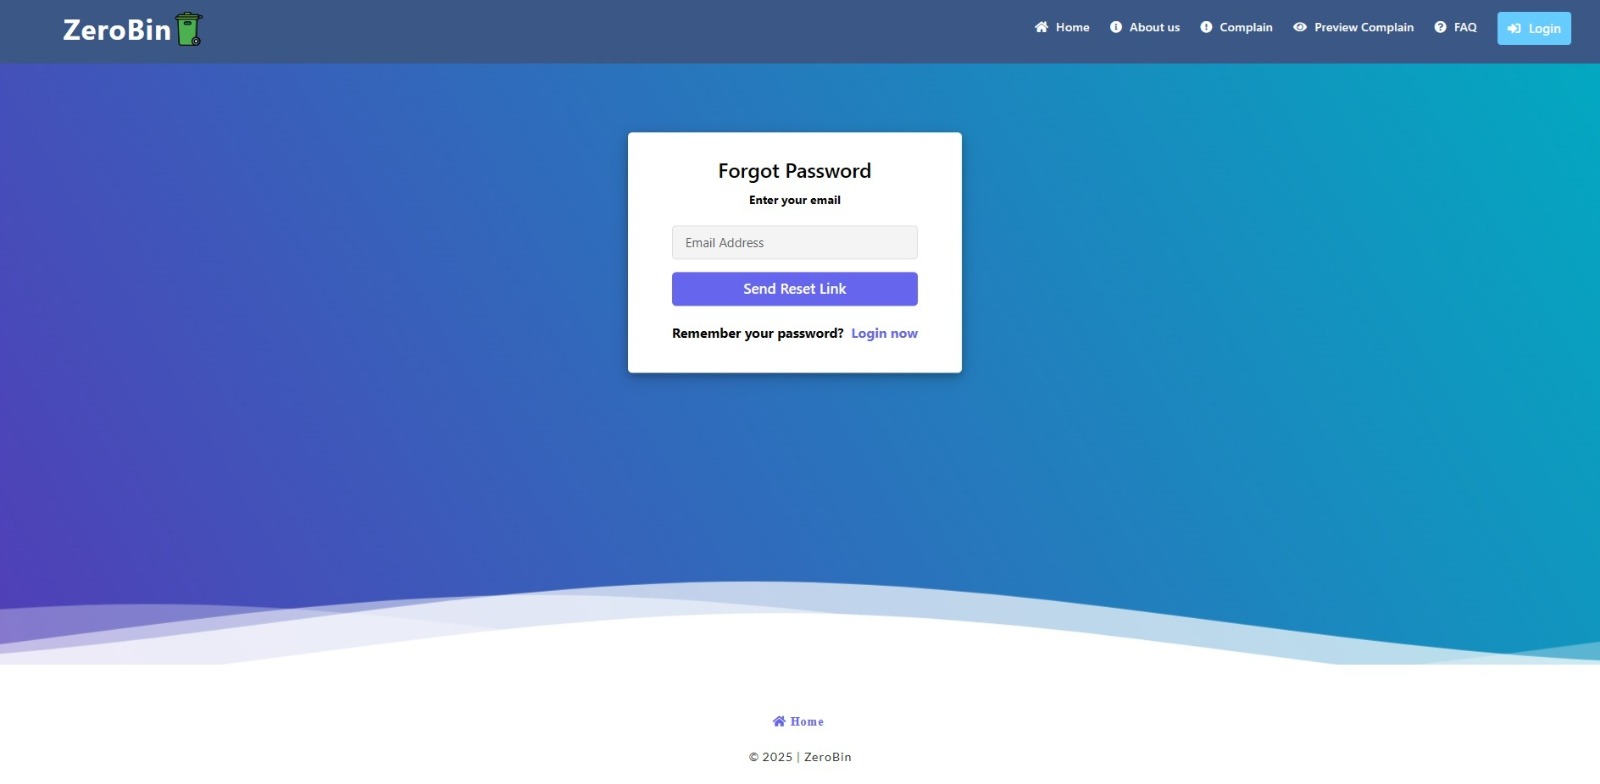 ZeroBin
Home About us Complain Preview Complain FAQ Login
Forgot Password
Enter your email
Email Address
Send Reset Link
Remember your password? Login now
Home
© 2025 | ZeroBin